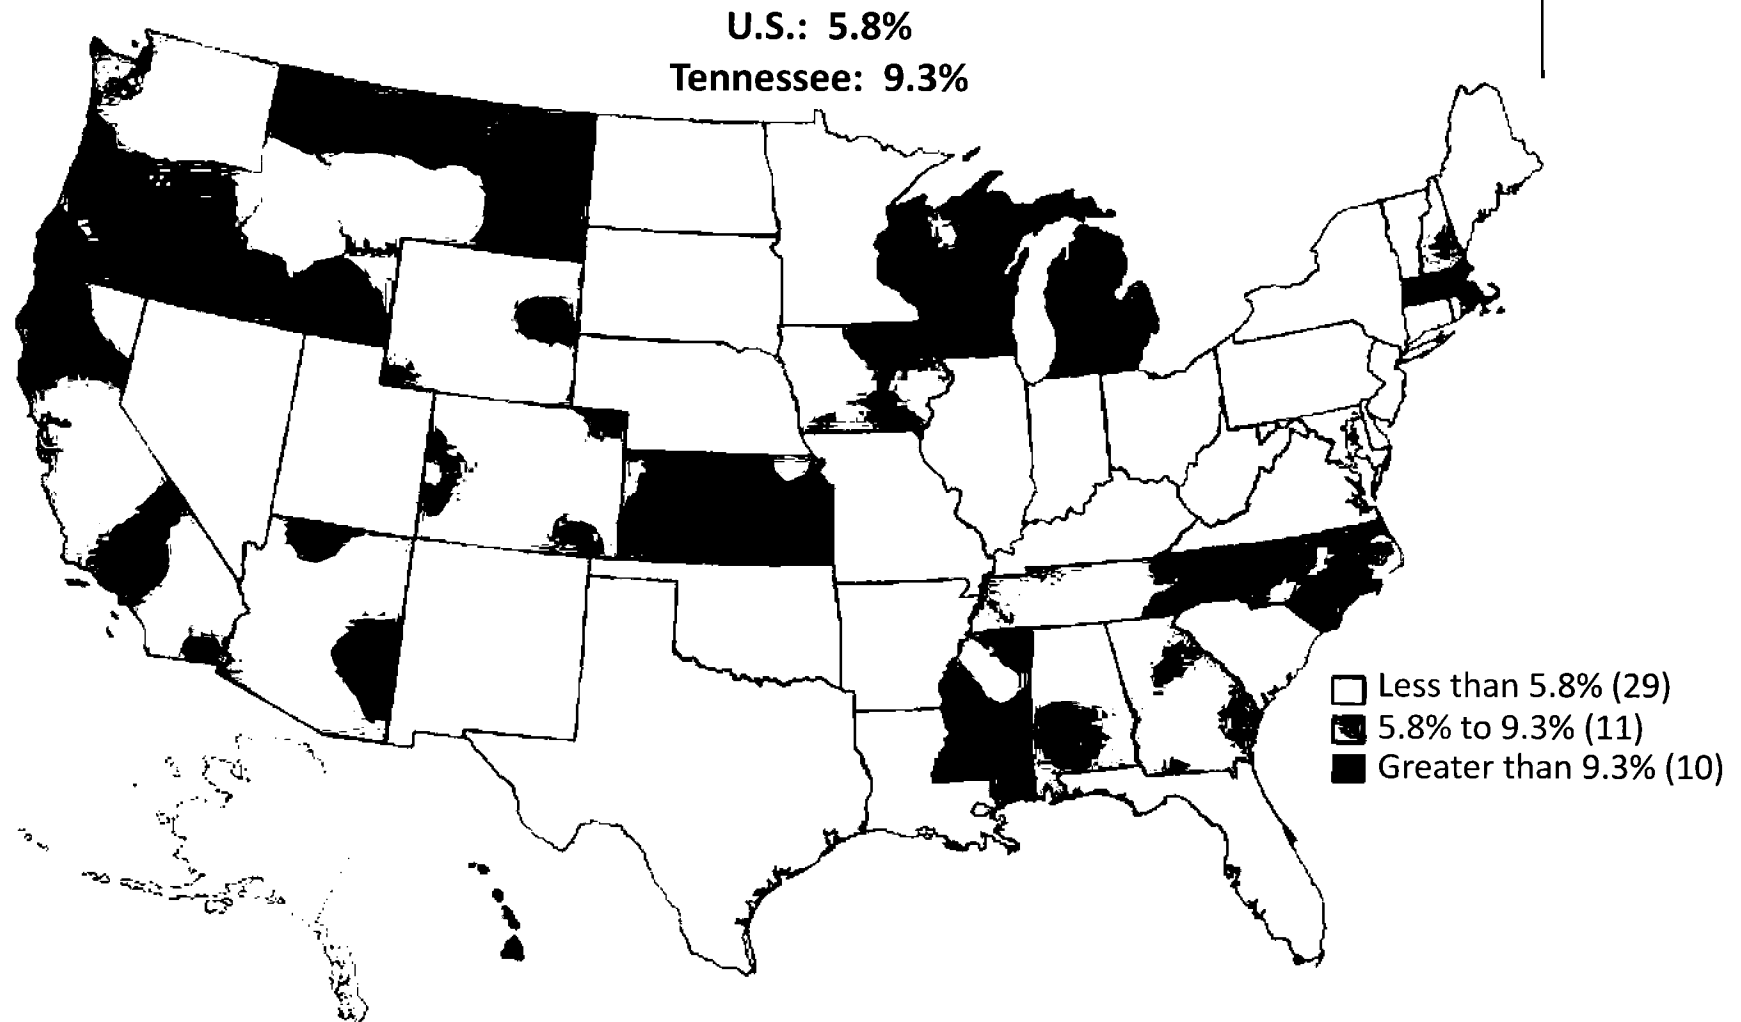 U.S.: 5.8%
Tennessee: 9.3%
Less than 5.8% (29)
5.8% to 9.3% (11)
Greater than 9.3% (10)